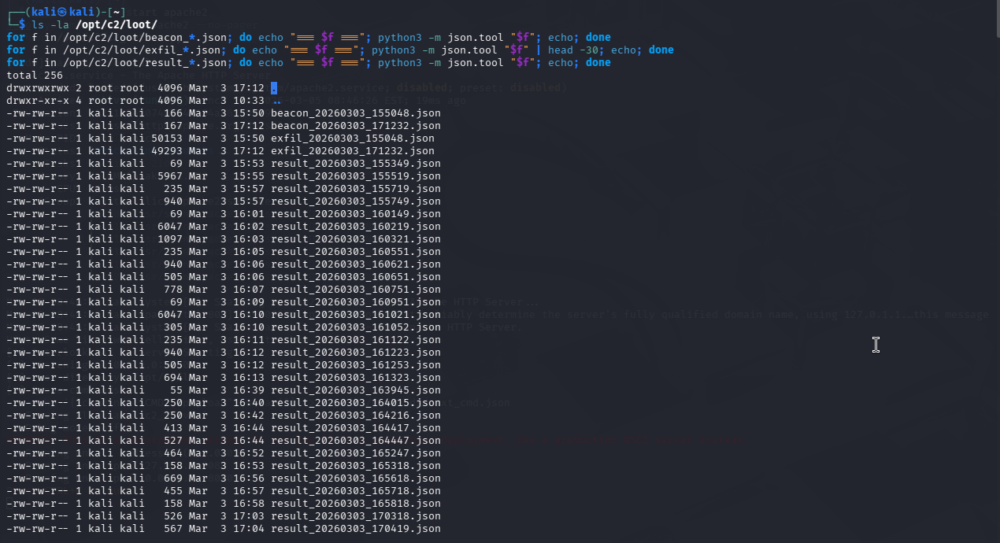 ┌──(kali㉿kali)-[~]
└─$ ls -la /opt/c2/loot/
for f in /opt/c2/loot/beacon_*.json; do echo "=== $f ==="; python3 -m json.tool "$f"; echo; done
for f in /opt/c2/loot/exfil_*.json; do echo "=== $f ==="; python3 -m json.tool "$f" | head -30; echo; done
for f in /opt/c2/loot/result_*.json; do echo "=== $f ==="; python3 -m json.tool "$f"; echo; done
total 256
drwxrwxrwx 2 root root  4096 Mar  3 17:12 .
drwxr-xr-x 4 root root  4096 Mar  3 10:33 ..
-rw-rw-r-- 1 kali kali   166 Mar  3 15:50 beacon_20260303_155048.json
-rw-rw-r-- 1 kali kali   167 Mar  3 17:12 beacon_20260303_171232.json
-rw-rw-r-- 1 kali kali 50153 Mar  3 15:50 exfil_20260303_155048.json
-rw-rw-r-- 1 kali kali 49293 Mar  3 17:12 exfil_20260303_171232.json
-rw-rw-r-- 1 kali kali    69 Mar  3 15:53 result_20260303_155349.json
-rw-rw-r-- 1 kali kali  5967 Mar  3 15:55 result_20260303_155519.json
-rw-rw-r-- 1 kali kali   235 Mar  3 15:57 result_20260303_155719.json
-rw-rw-r-- 1 kali kali   940 Mar  3 15:57 result_20260303_155749.json
-rw-rw-r-- 1 kali kali    69 Mar  3 16:01 result_20260303_160149.json
-rw-rw-r-- 1 kali kali  6047 Mar  3 16:02 result_20260303_160219.json
-rw-rw-r-- 1 kali kali  1097 Mar  3 16:03 result_20260303_160321.json
-rw-rw-r-- 1 kali kali   235 Mar  3 16:05 result_20260303_160551.json
-rw-rw-r-- 1 kali kali   940 Mar  3 16:06 result_20260303_160621.json
-rw-rw-r-- 1 kali kali   505 Mar  3 16:06 result_20260303_160651.json
-rw-rw-r-- 1 kali kali   778 Mar  3 16:07 result_20260303_160751.json
-rw-rw-r-- 1 kali kali    69 Mar  3 16:09 result_20260303_160951.json
-rw-rw-r-- 1 kali kali  6047 Mar  3 16:10 result_20260303_161021.json
-rw-rw-r-- 1 kali kali   305 Mar  3 16:10 result_20260303_161052.json
-rw-rw-r-- 1 kali kali   235 Mar  3 16:11 result_20260303_161122.json
-rw-rw-r-- 1 kali kali   940 Mar  3 16:12 result_20260303_161223.json
-rw-rw-r-- 1 kali kali   505 Mar  3 16:12 result_20260303_161253.json
-rw-rw-r-- 1 kali kali   694 Mar  3 16:13 result_20260303_161323.json
-rw-rw-r-- 1 kali kali    55 Mar  3 16:39 result_20260303_163945.json
-rw-rw-r-- 1 kali kali   250 Mar  3 16:40 result_20260303_164015.json
-rw-rw-r-- 1 kali kali   250 Mar  3 16:42 result_20260303_164216.json
-rw-rw-r-- 1 kali kali   413 Mar  3 16:44 result_20260303_164417.json
-rw-rw-r-- 1 kali kali   527 Mar  3 16:44 result_20260303_164447.json
-rw-rw-r-- 1 kali kali   464 Mar  3 16:52 result_20260303_165247.json
-rw-rw-r-- 1 kali kali   158 Mar  3 16:53 result_20260303_165318.json
-rw-rw-r-- 1 kali kali   669 Mar  3 16:56 result_20260303_165618.json
-rw-rw-r-- 1 kali kali   455 Mar  3 16:57 result_20260303_165718.json
-rw-rw-r-- 1 kali kali   158 Mar  3 16:58 result_20260303_165818.json
-rw-rw-r-- 1 kali kali   526 Mar  3 17:03 result_20260303_170318.json
-rw-rw-r-- 1 kali kali   567 Mar  3 17:04 result_20260303_170419.json